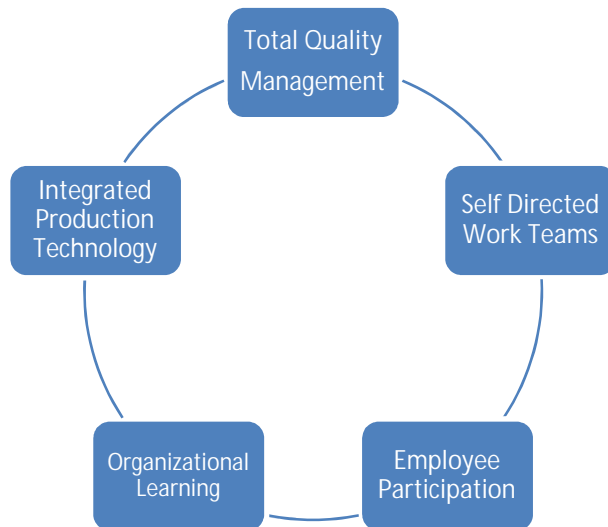 Total Quality
Management
Self Directed
Work Teams
Employee
Participation
Organizational
Learning
Integrated
Production
Technology